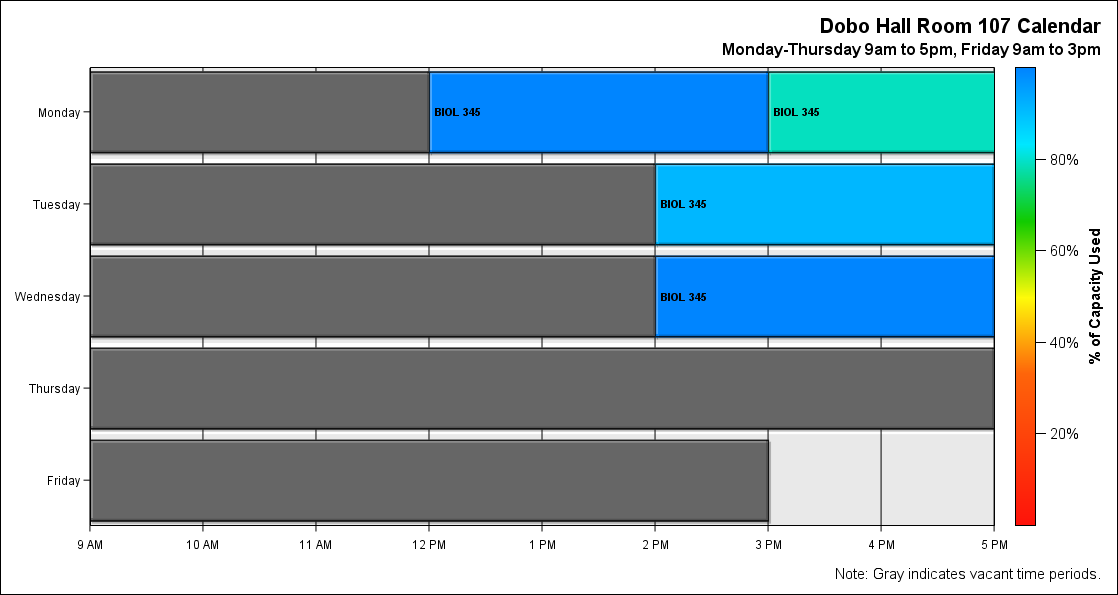 Dobo Hall Room 107 Calendar
Monday-Thursday 9am to 5pm, Friday 9am to 3pm
Monday
BIOL 345
BIOL 345
Tuesday
BIOL 345
Wednesday
BIOL 345
Thursday
Friday
9 AM
10 AM
11 AM
12 PM
1 PM
2 PM
3 PM
4 PM
5 PM
80%
60%
40%
20%
% of Capacity Used
Note: Gray indicates vacant time periods.